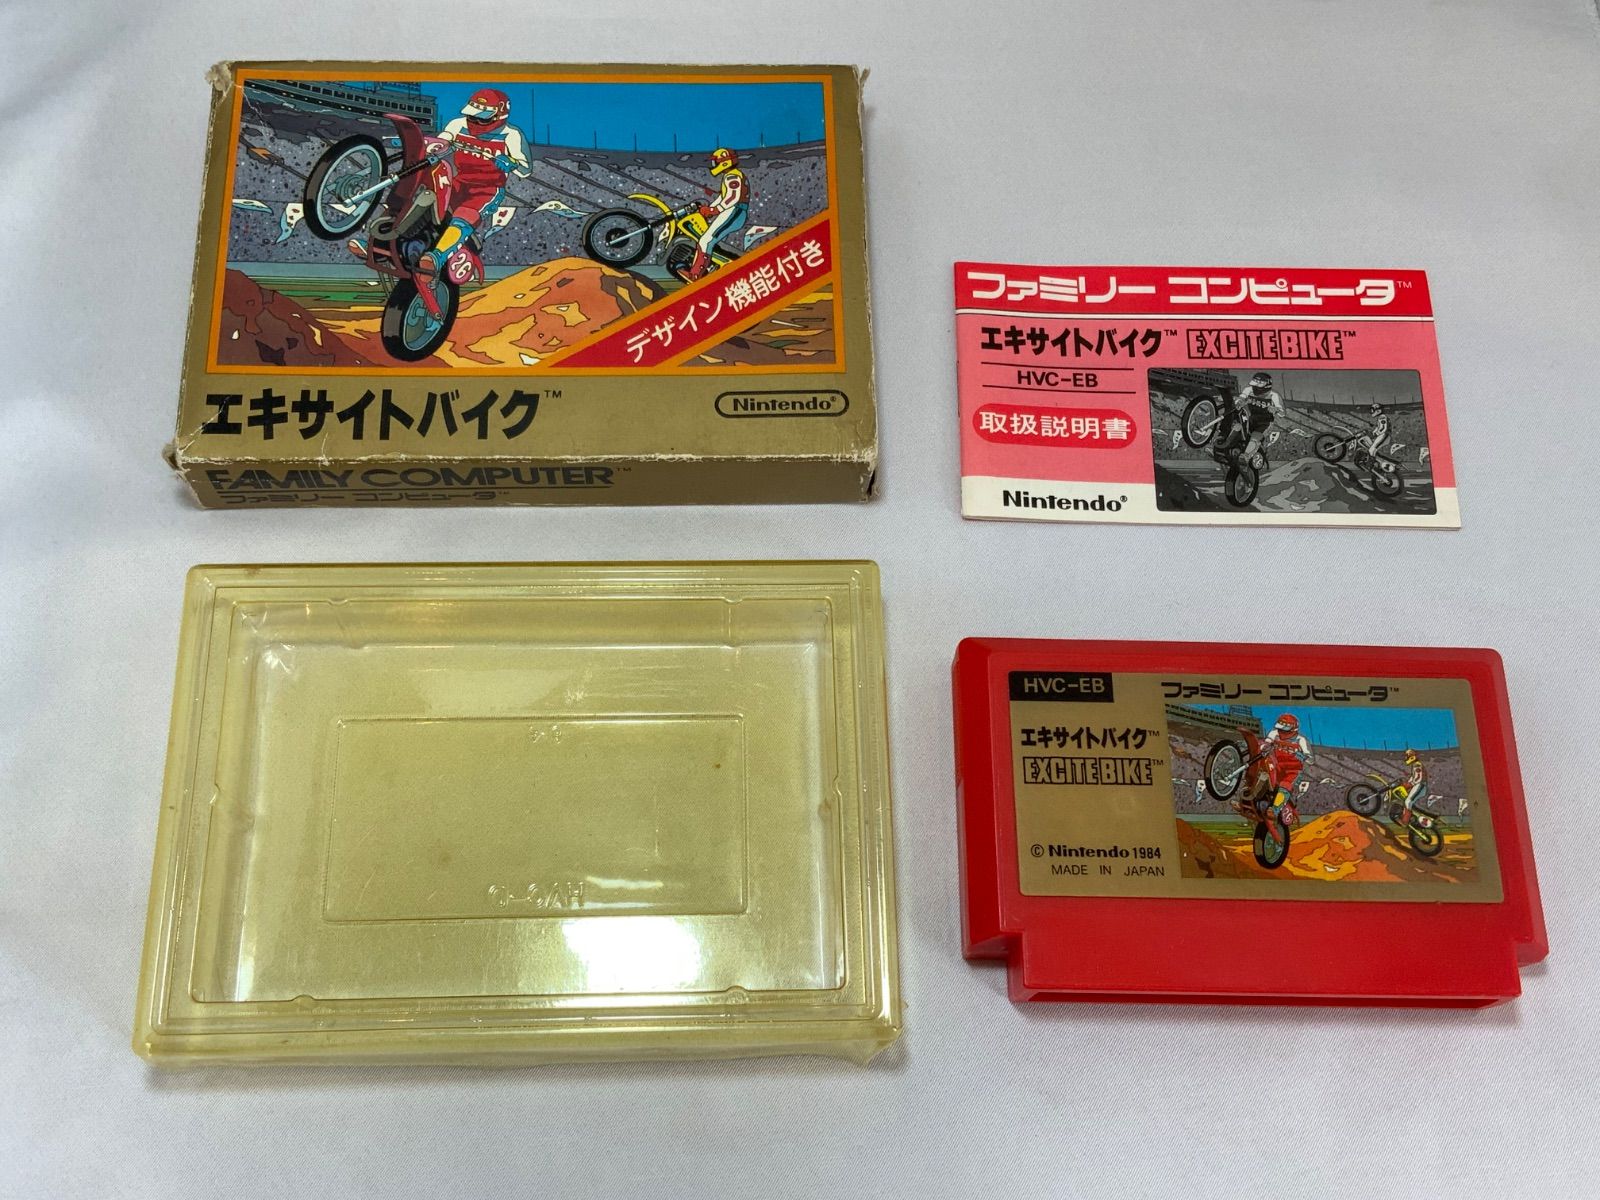 デザイン機能付き
エキサイトバイク™
Nintendo®
FAMILY COMPUTER™
ファミリー コンピュータ™
ファミリー コンピュータ™
エキサイトバイク™ EXCITEBIKE™
HVC-EB
取扱説明書
Nintendo®
HVC-EB
ファミリー コンピュータ™
エキサイトバイク™
EXCITEBIKE™
© Nintendo 1984
MADE IN JAPAN
26